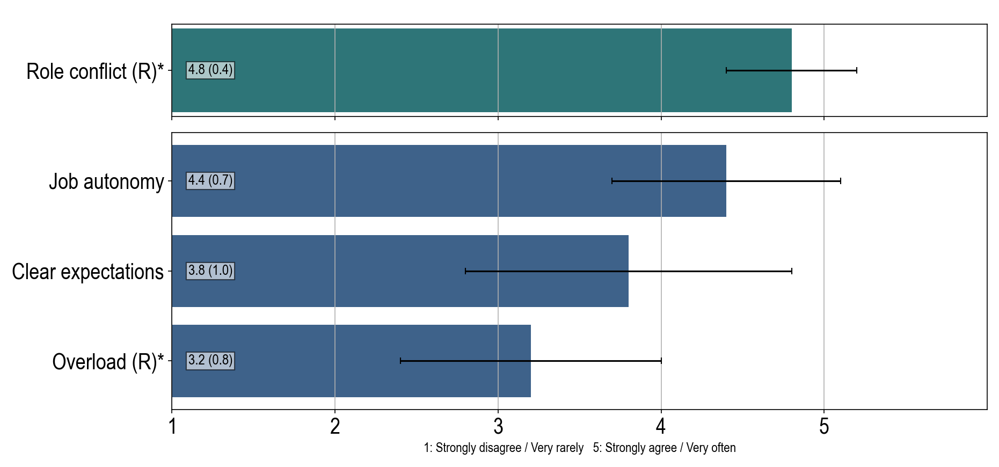 Role conflict (R)* 4.8 (0.4)
Job autonomy 4.4 (0.7)
Clear expectations 3.8 (1.0)
Overload (R)* 3.2 (0.8)
1 2 3 4 5
1: Strongly disagree / Very rarely 5: Strongly agree / Very often